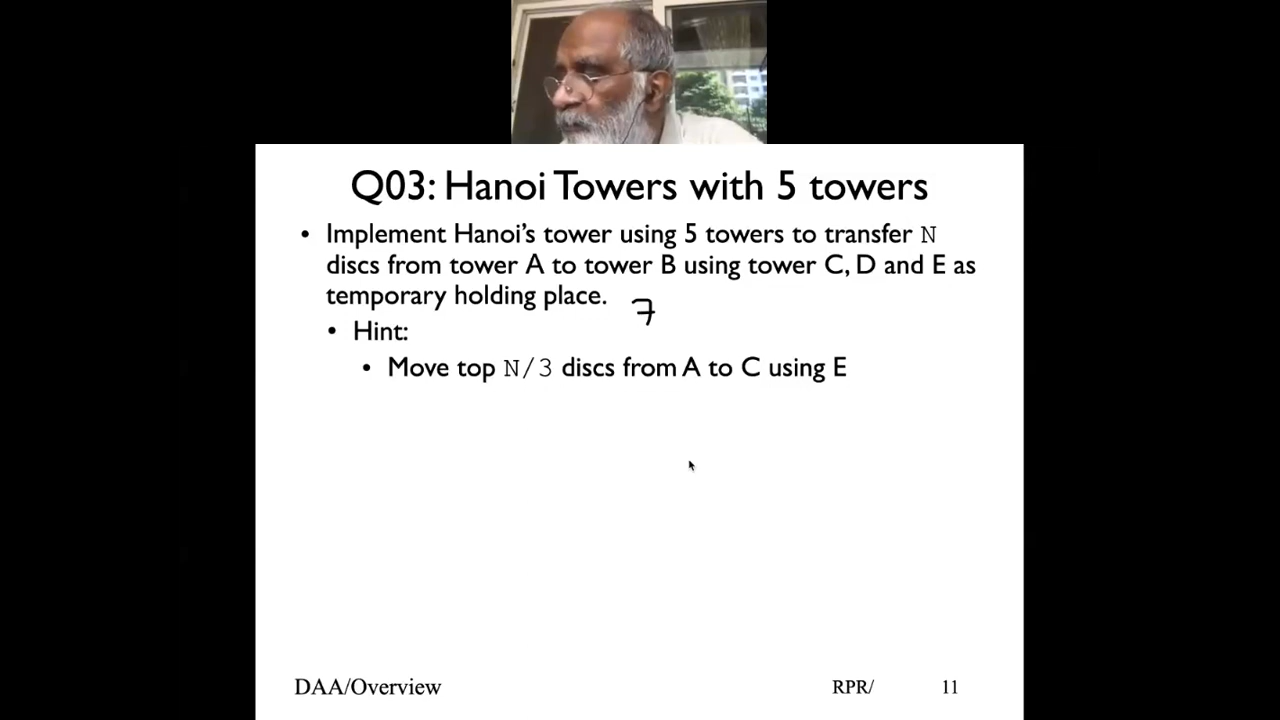 Q03: Hanoi Towers with 5 towers
• Implement Hanoi's tower using 5 towers to transfer N
discs from tower A to tower B using tower C, D and E as
temporary holding place.
7
• Hint:
• Move top N/3 discs from A to C using E
DAA/Overview
RPR/
11